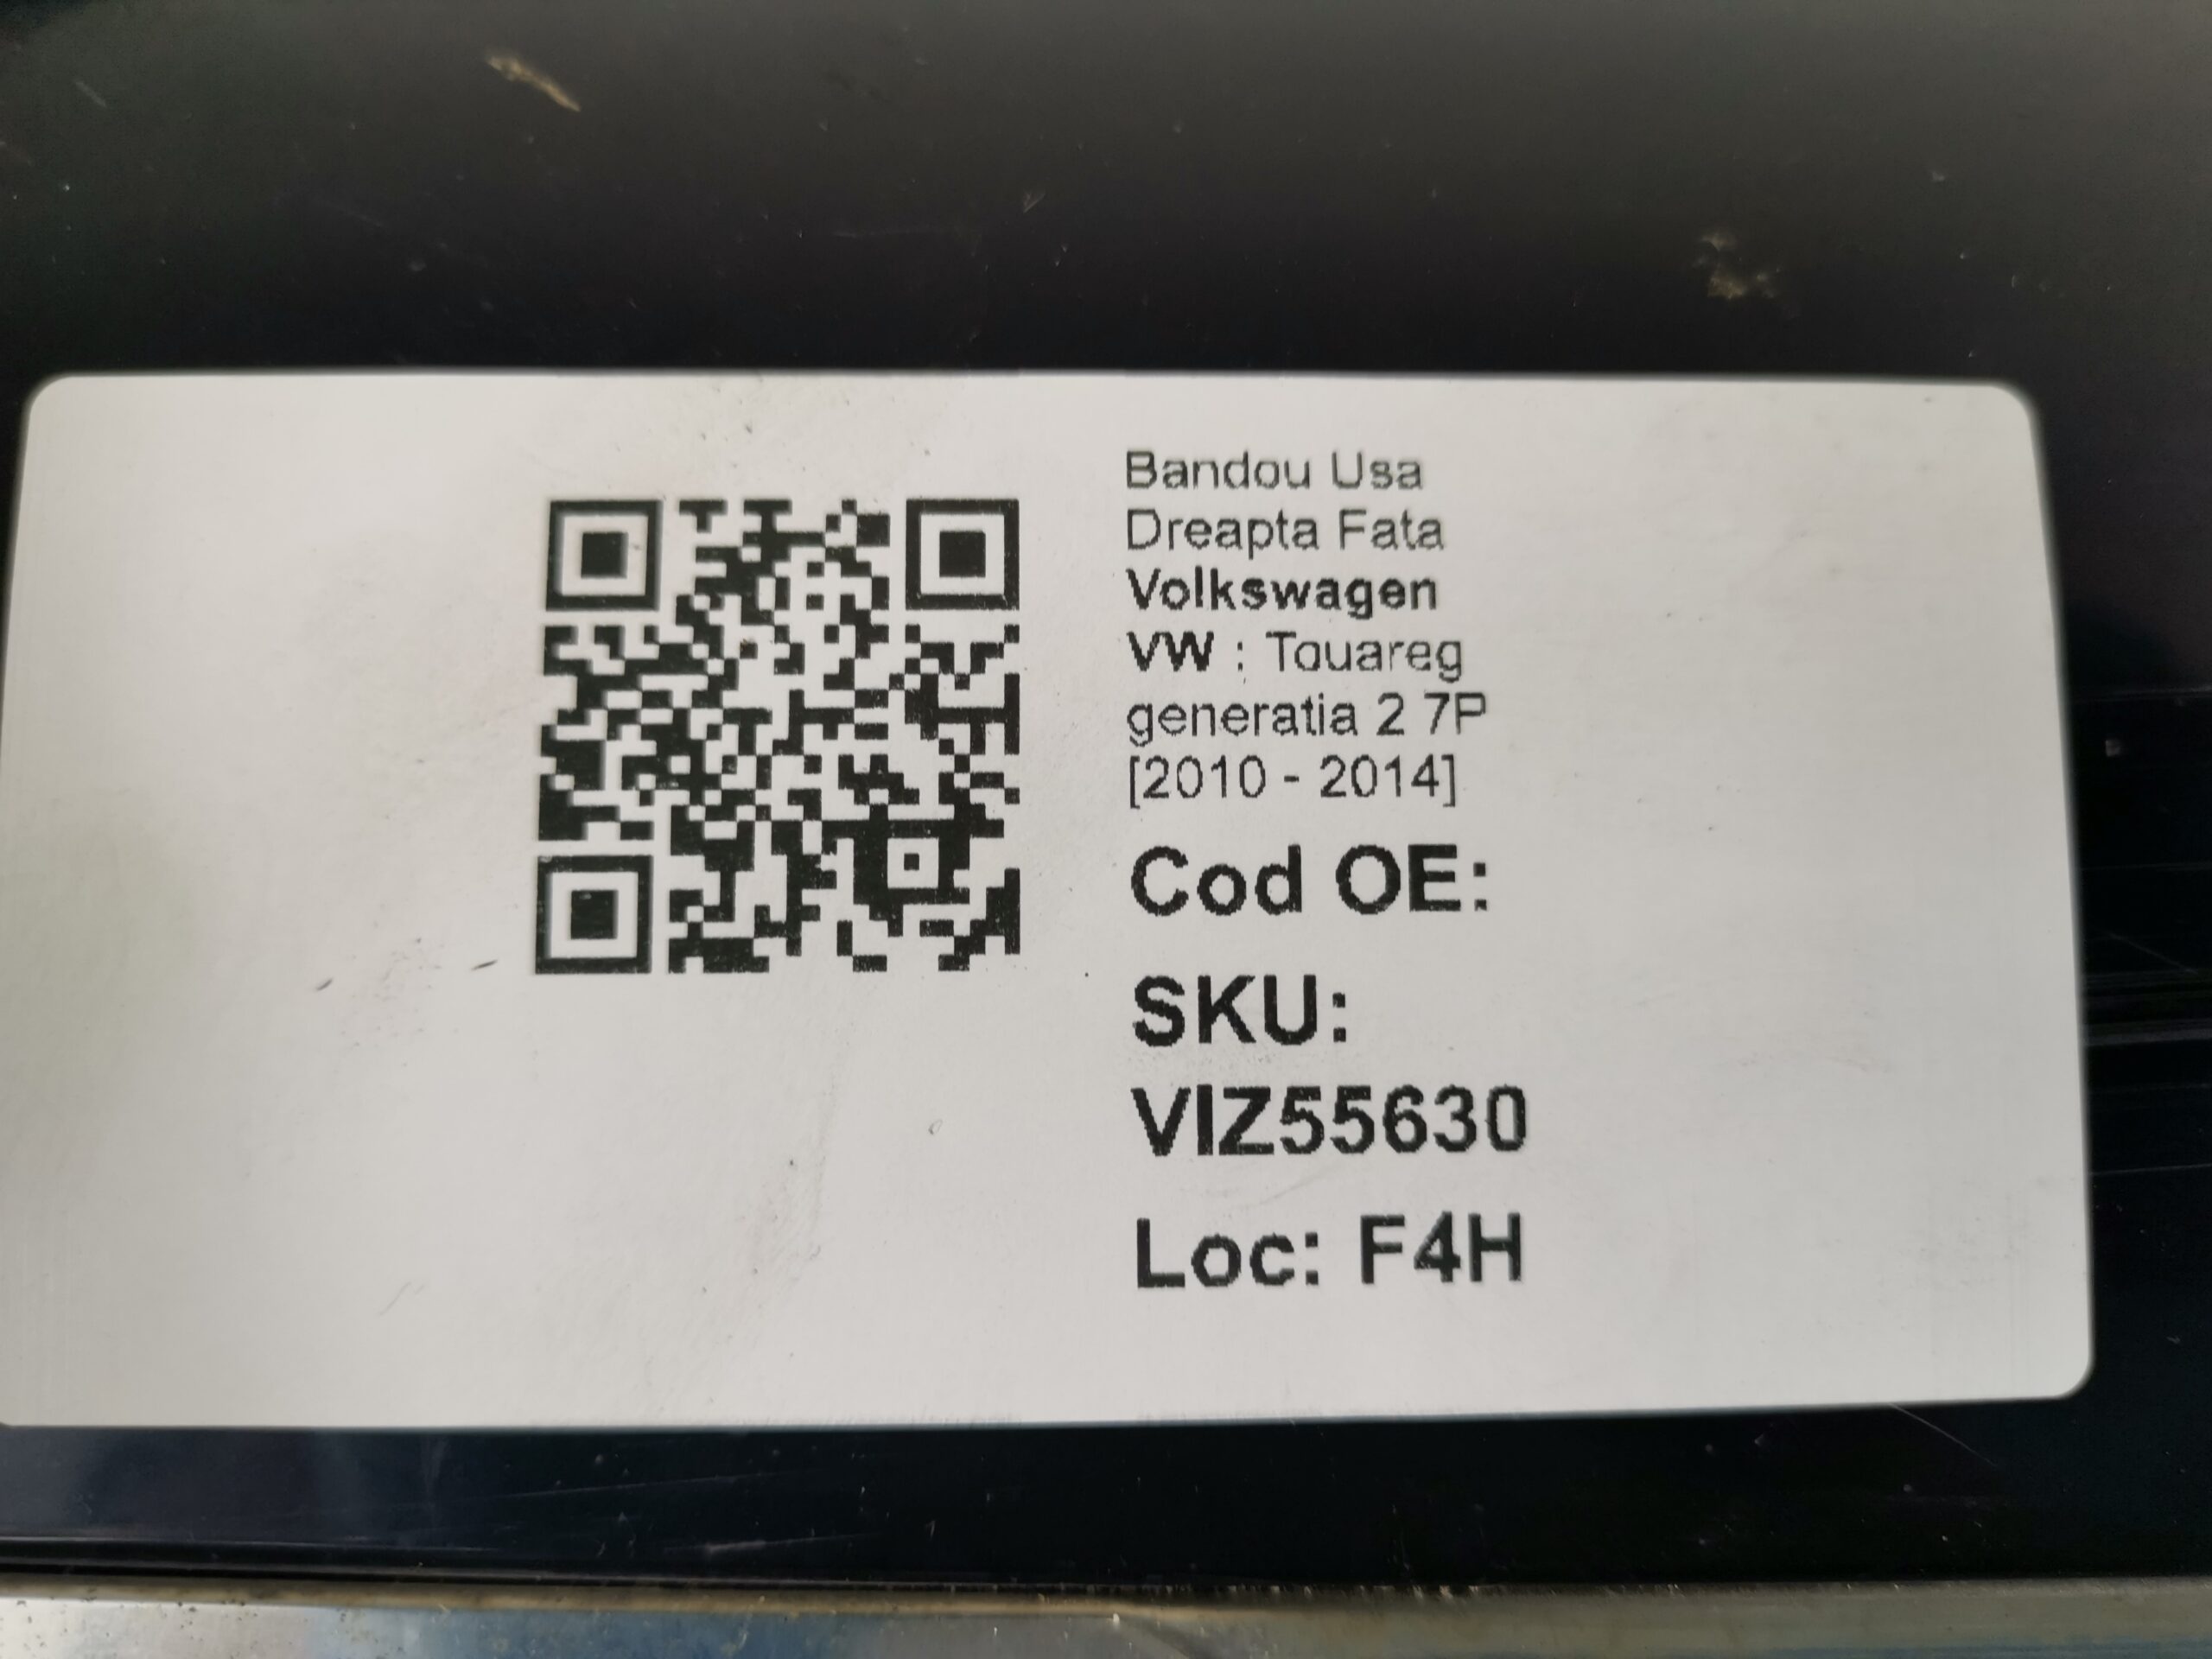 Bandou Usa
Dreapta Fata
Volkswagen
VW : Touareg
generatia 2 7P
[2010 - 2014]
Cod OE:
SKU:
VIZ55630
Loc: F4H